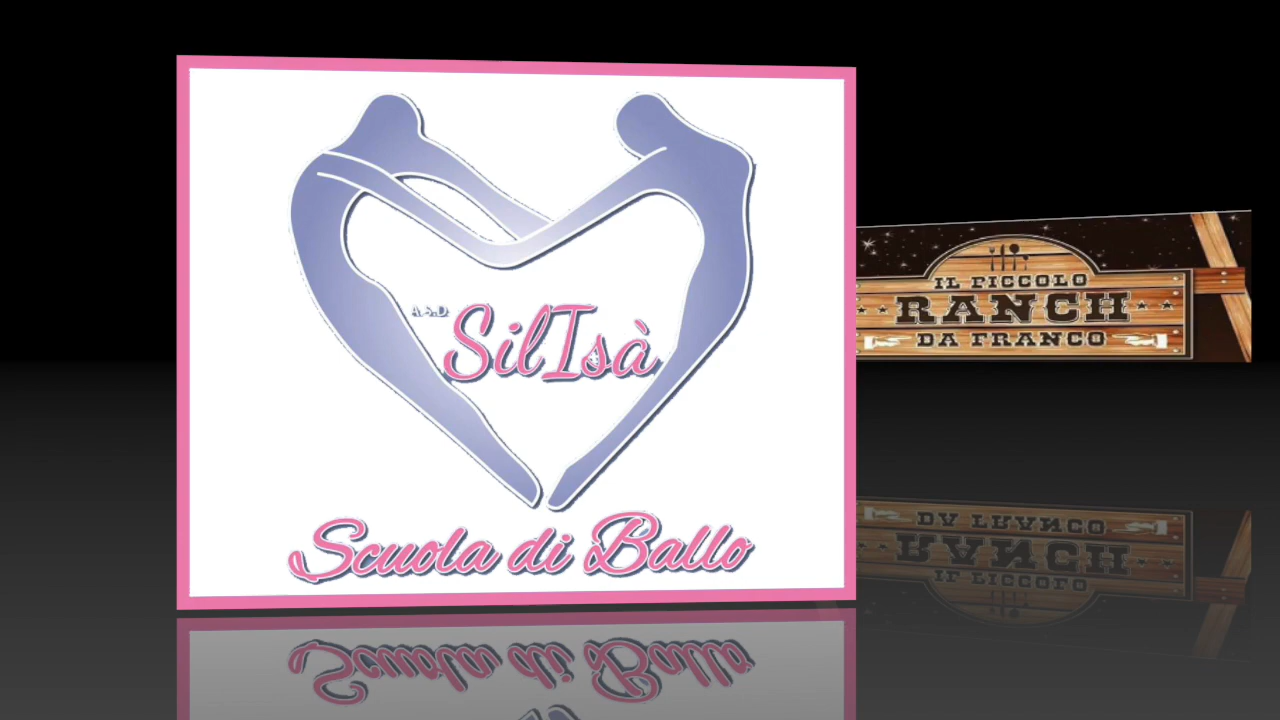 A.S.D.
SilIsà
Scuola di Ballo
IL PICCOLO
RANCH
DA FRANCO